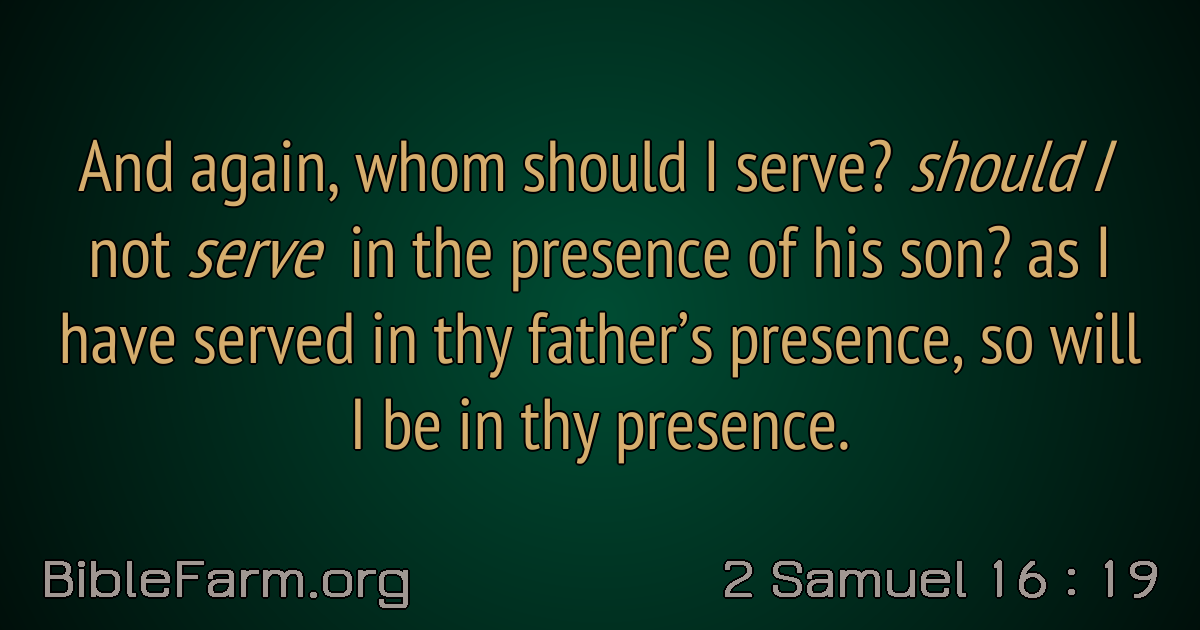 And again, whom should I serve? should I
not serve in the presence of his son? as I
have served in thy father’s presence, so will
I be in thy presence.
BibleFarm.org
2 Samuel 16 : 19